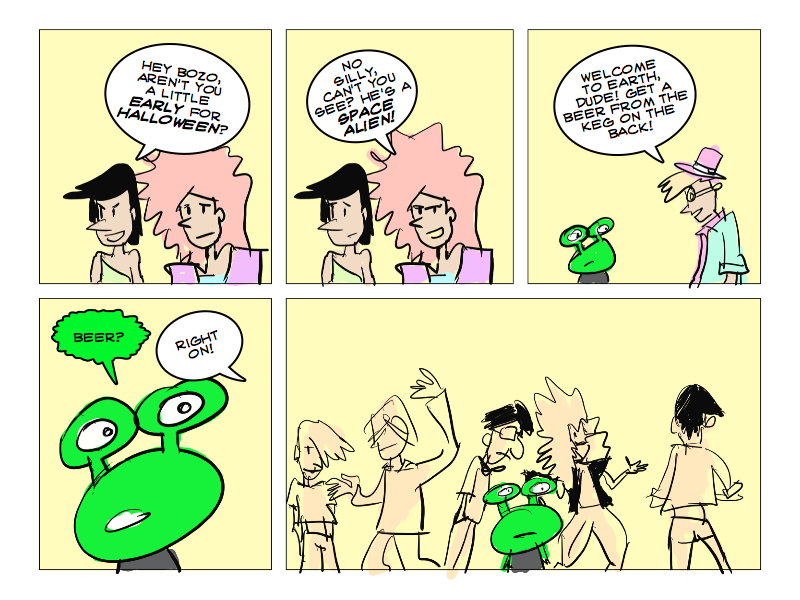 HEY BOZO,
AREN'T YOU
A LITTLE
EARLY FOR
HALLOWEEN?
NO
SILLY,
CAN'T YOU
SEE? HE'S A
SPACE
ALIEN!
WELCOME
TO EARTH,
DUDE! GET A
BEER FROM THE
KEG ON THE
BACK!
BEER?
RIGHT
ON!